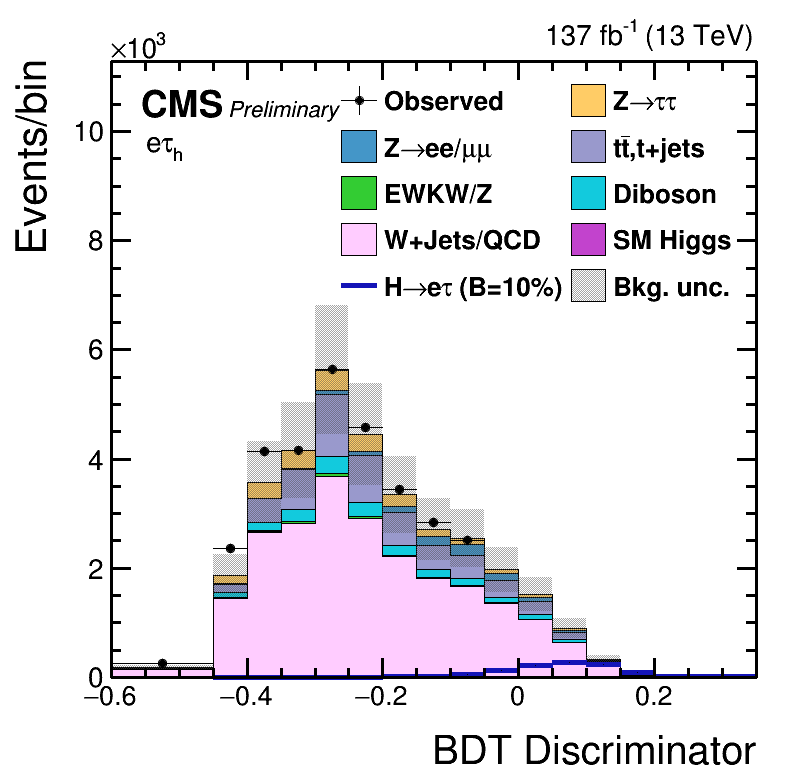 ×10³
137 fb⁻¹ (13 TeV)
Events/bin
CMS Preliminary
eτₕ
Observed
Z→ττ
Z→ee/μμ
tt̄,t+jets
EWKW/Z
Diboson
W+Jets/QCD
SM Higgs
H→eτ (B=10%)
Bkg. unc.
10
8
6
4
2
0
−0.6
−0.4
−0.2
0
0.2
BDT Discriminator